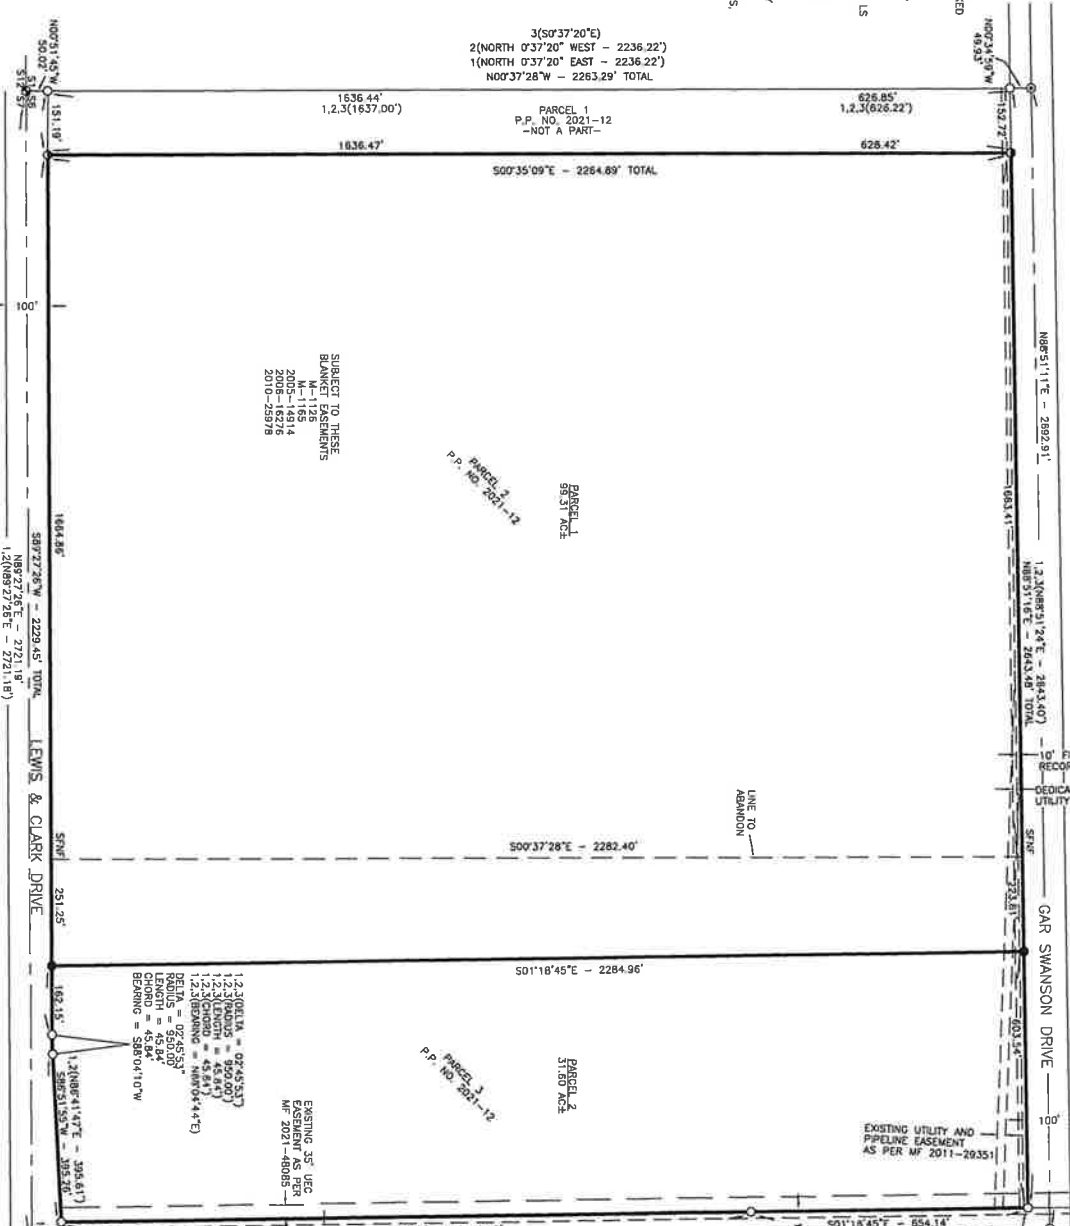 3(S0°37'20"E)
2(NORTH 0°37'20" WEST - 2236.22')
1(NORTH 0°37'20" EAST - 2236.22')
N00°37'28"W - 2263.29' TOTAL
1636.44'
1,2,3(1637.00')
PARCEL 1
P.P. NO. 2021-12
-NOT A PART-
626.85'
1,2,3(626.22')
1636.47'
628.42'
S00°35'09"E - 2264.89' TOTAL
N00°34'59"W
49.93'
152.72'
N00°51'45"W
50.02'
S1 S6
S12 S7
151.19'
100'
N88°51'11"E - 2692.91'
1,2,3(N88°51'24"E - 2643.40')
N88°51'16"E - 2643.48' TOTAL
1663.41'
SUBJECT TO THESE
BLANKET EASEMENTS
M-1126
M-1165
2005-14914
2006-16276
2010-25978
PARCEL 2
P.P. NO. 2021-12
PARCEL 1
99.31 AC±
1664.86'
S89°27'26"W - 2229.45' TOTAL
N89°27'26"E - 2721.19'
1,2(N89°27'26"E - 2721.18')
LEWIS & CLARK DRIVE
LINE TO
ABANDON
10' F
RECOR
DEDICA
UTILITY
SFNF
S00°37'28"E - 2282.40'
SFNF
223.81'
251.25'
GAR SWANSON DRIVE
S01°18'45"E - 2284.96'
603.54'
162.15'
1,2,3(DELTA = 02°45'53")
1,2,3(RADIUS = 950.00')
1,2,3(LENGTH = 45.84')
1,2,3(CHORD = 45.84')
1,2,3(BEARING = N88°04'44"E)
DELTA = 02°45'53"
RADIUS = 950.00'
LENGTH = 45.84'
CHORD = 45.84'
BEARING = S88°04'10"W
1,2(N86°41'47"E - 395.61')
S86°51'55"W - 395.26'
PARCEL 3
P.P. NO. 2021-12
PARCEL 2
31.60 AC±
EXISTING 35' UEC
EASEMENT AS PER
MF 2021-48085
EXISTING UTILITY AND
PIPELINE EASEMENT
AS PER MF 2011-29351
100'
S01°18'45"E - 654.14'
LS